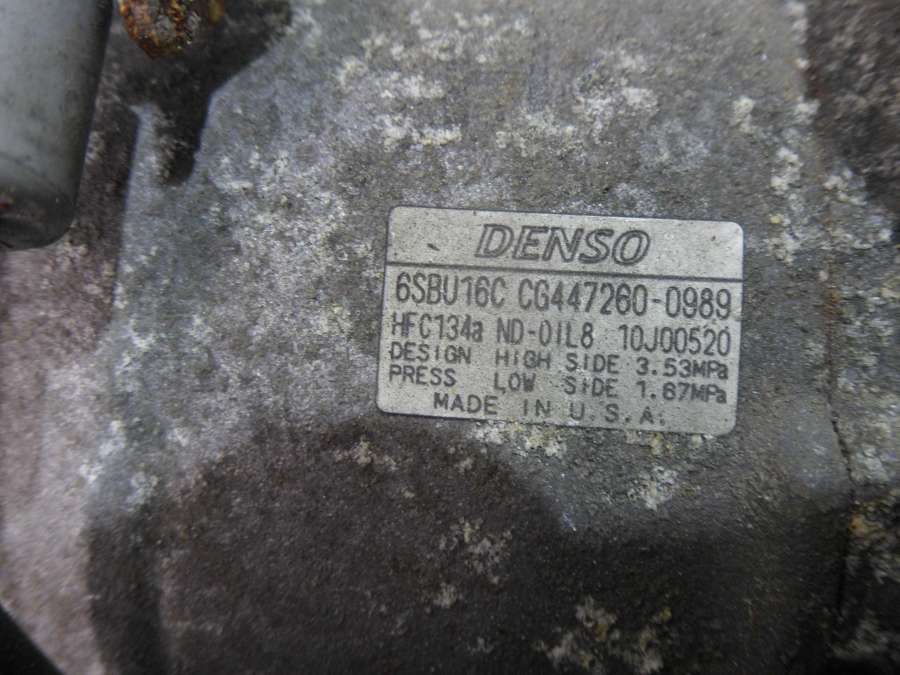 DENSO
6SBU16C CG447260-0989
HFC134a ND-OIL8 10J00520
DESIGN HIGH SIDE 3.53MPa
PRESS LOW SIDE 1.67MPa
MADE IN U.S.A.